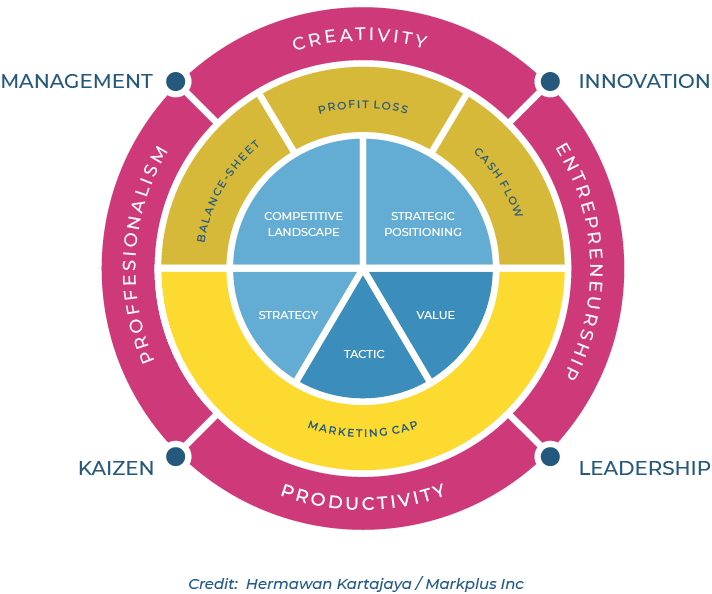 CREATIVITY
MANAGEMENT
INNOVATION
PROFIT LOSS
BALANCE-SHEET
CASH FLOW
PROFFESIONALISM
ENTREPRENEURSHIP
COMPETITIVE
LANDSCAPE
STRATEGIC
POSITIONING
STRATEGY
VALUE
TACTIC
MARKETING CAP
KAIZEN
LEADERSHIP
PRODUCTIVITY
Credit: Hermawan Kartajaya / Markplus Inc